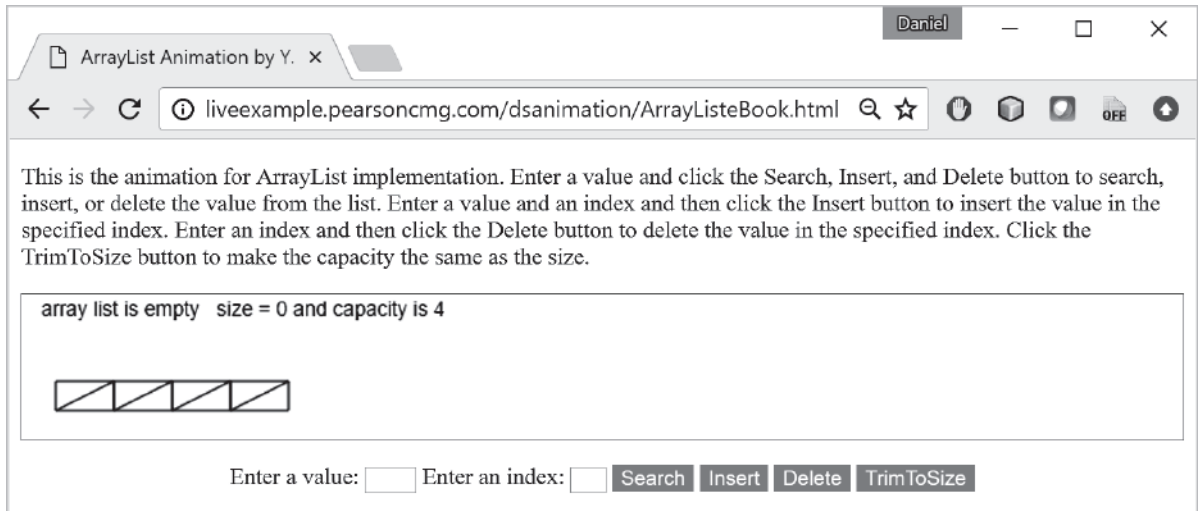 Daniel
ArrayList Animation by Y.
liveexample.pearsoncmg.com/dsanimation/ArrayListeBook.html
OFF
This is the animation for ArrayList implementation. Enter a value and click the Search, Insert, and Delete button to search,
insert, or delete the value from the list. Enter a value and an index and then click the Insert button to insert the value in the
specified index. Enter an index and then click the Delete button to delete the value in the specified index. Click the
TrimToSize button to make the capacity the same as the size.
array list is empty size = 0 and capacity is 4
Enter a value: Enter an index: Search Insert Delete TrimToSize